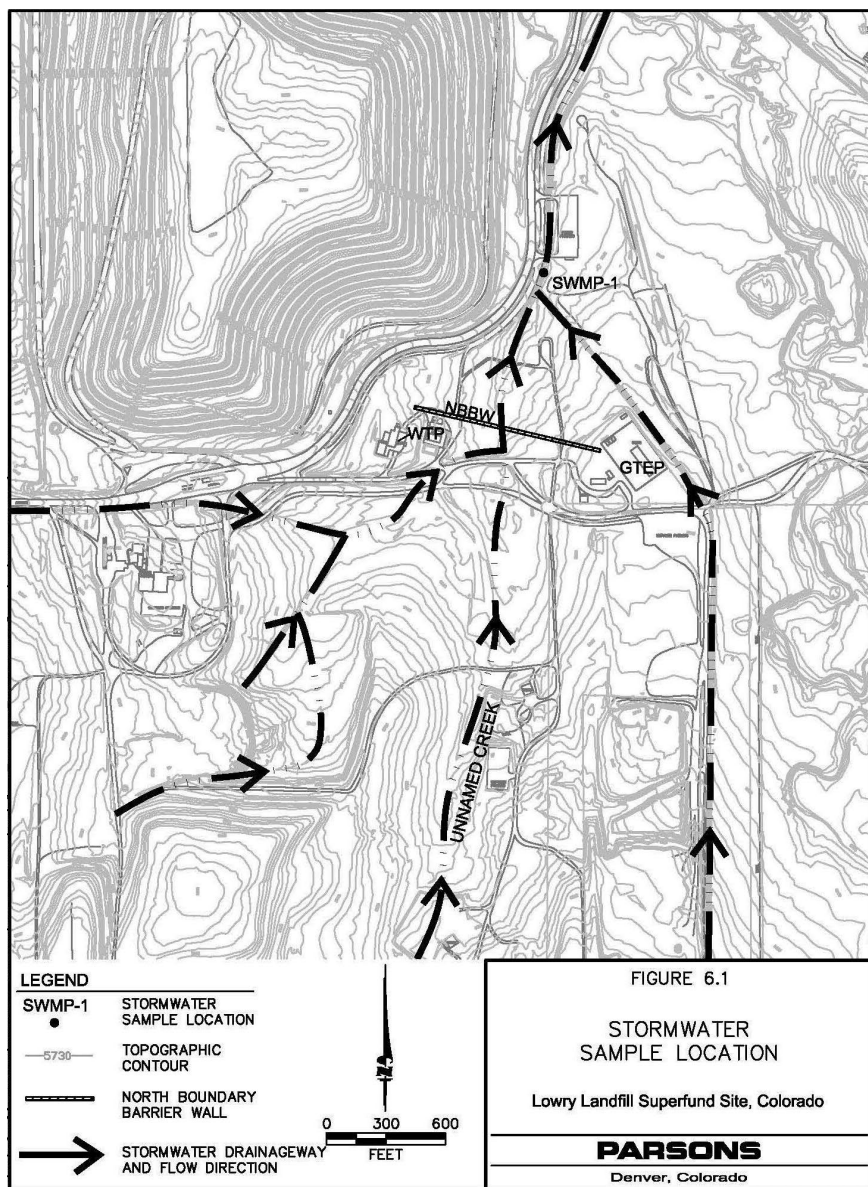 SWMP-1
NBBW
WTP
GTEP
UNNAMED CREEK
LEGEND
SWMP-1 STORMWATER
SAMPLE LOCATION
5730 TOPOGRAPHIC
CONTOUR
NORTH BOUNDARY
BARRIER WALL
STORMWATER DRAINAGEWAY
AND FLOW DIRECTION
N
0 300 600
FEET
FIGURE 6.1
STORMWATER
SAMPLE LOCATION
Lowry Landfill Superfund Site, Colorado
PARSONS
Denver, Colorado